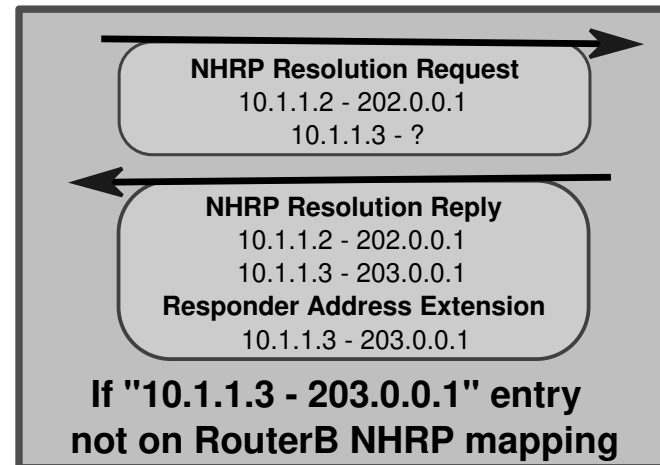 NHRP Resolution Request
10.1.1.2 - 202.0.0.1
10.1.1.3 - ?
NHRP Resolution Reply
10.1.1.2 - 202.0.0.1
10.1.1.3 - 203.0.0.1
Responder Address Extension
10.1.1.3 - 203.0.0.1
If "10.1.1.3 - 203.0.0.1" entry
not on RouterB NHRP mapping